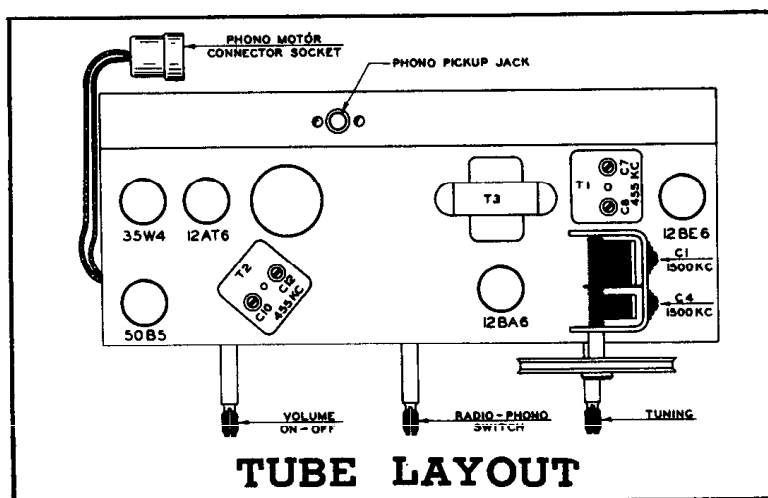 PHONO MOTOR
CONNECTOR SOCKET
PHONO PICKUP JACK
35W4
12AT6
T3
T1
C7
C8
455 KC
12BE6
C1
1500 KC
C4
1500 KC
T2
C12
C10
455 KC
50B5
12BA6
VOLUME
ON-OFF
RADIO-PHONO
SWITCH
TUNING
TUBE LAYOUT